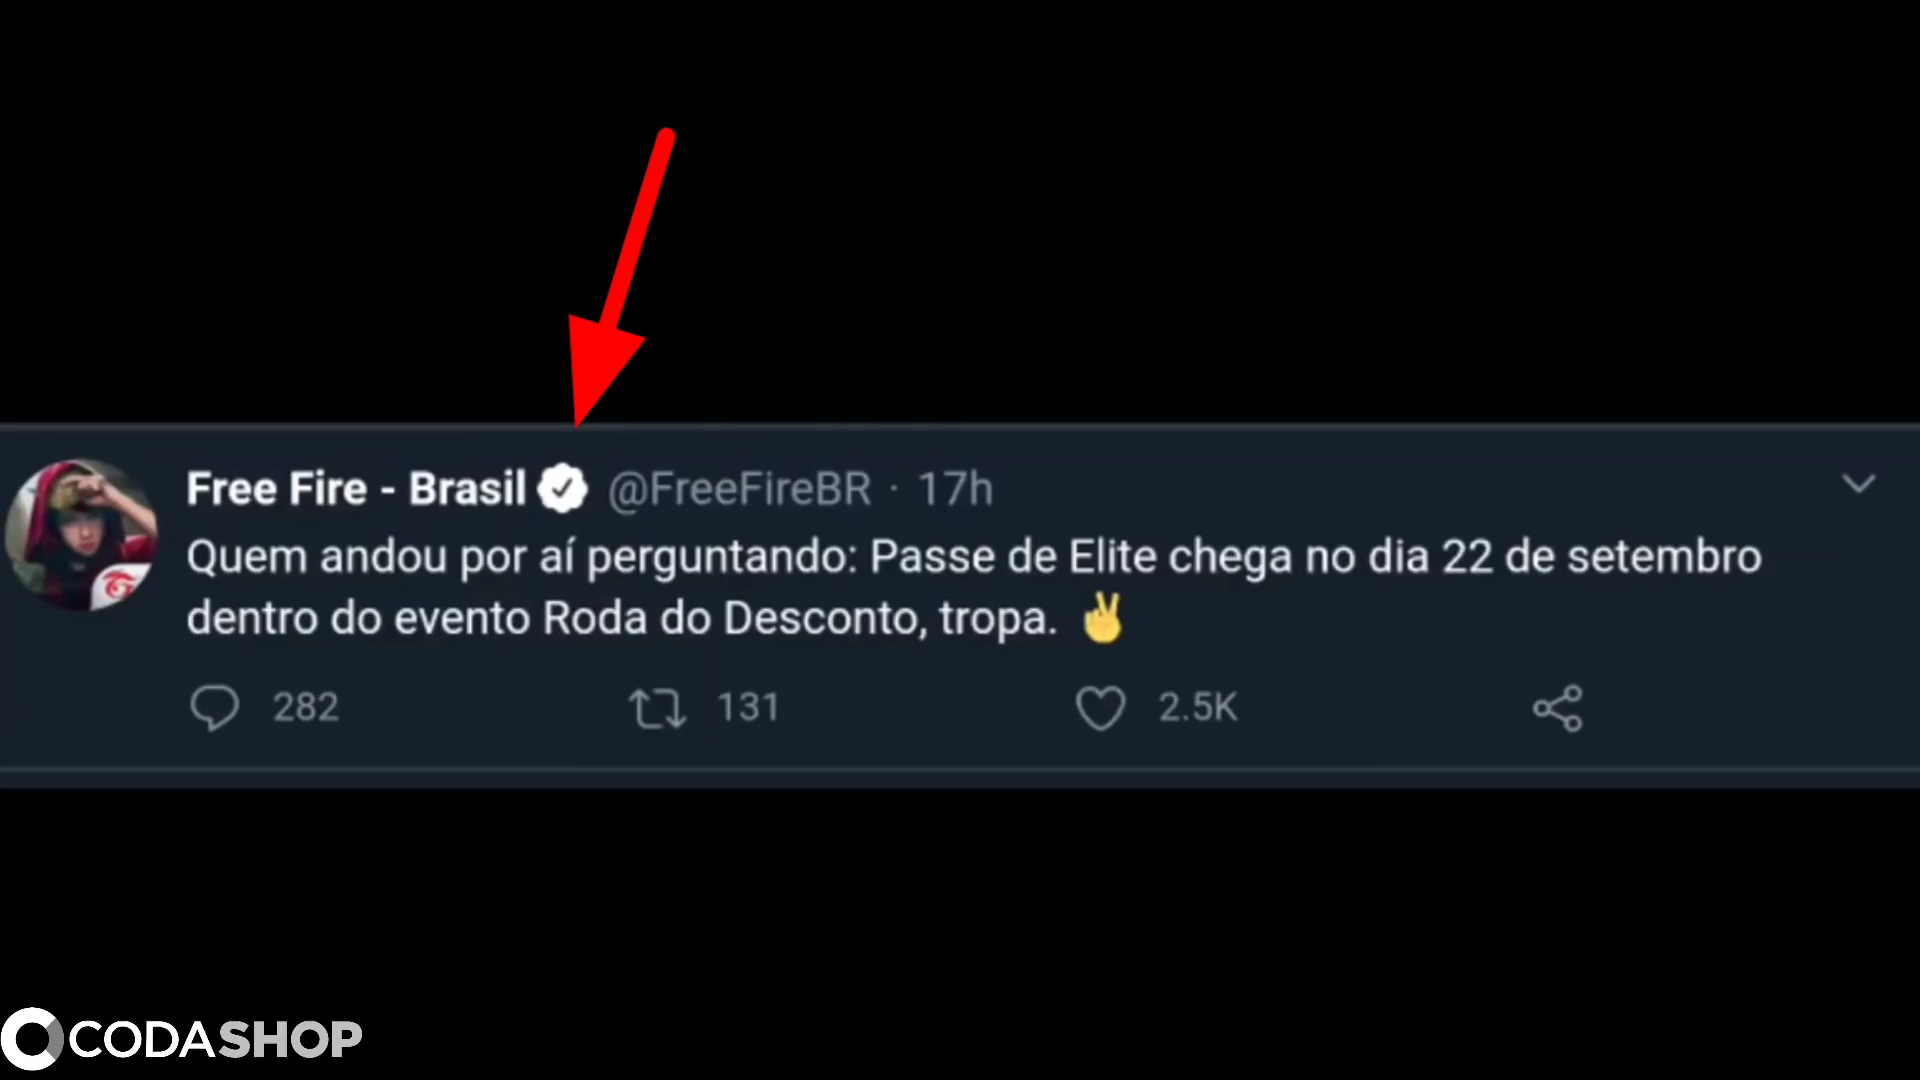 Free Fire - Brasil @FreeFireBR · 17h
Quem andou por aí perguntando: Passe de Elite chega no dia 22 de setembro
dentro do evento Roda do Desconto, tropa. ✌
282 131 2.5K
CODASHOP